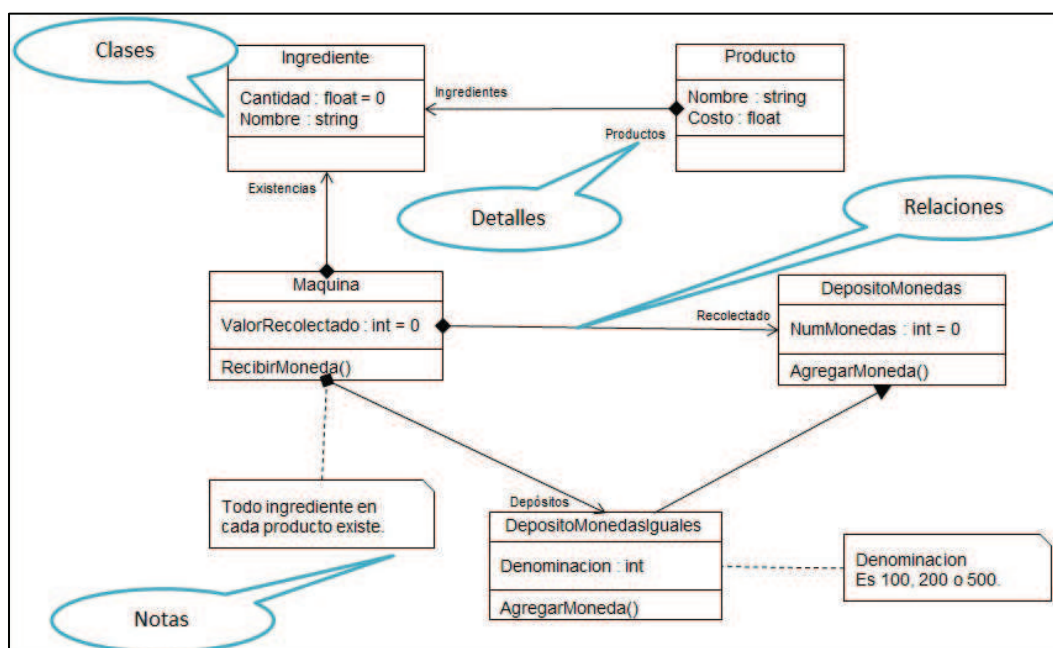 Clases
Ingrediente
Cantidad : float = 0
Nombre : string
Ingredientes
Producto
Nombre : string
Costo : float
Productos
Existencias
Detalles
Relaciones
Maquina
ValorRecolectado : int = 0
RecibirMoneda()
Recolectado
DepositoMonedas
NumMonedas : int = 0
AgregarMoneda()
Todo ingrediente en
cada producto existe.
Depósitos
DepositoMonedasIguales
Denominacion : int
AgregarMoneda()
Denominacion
Es 100, 200 o 500.
Notas